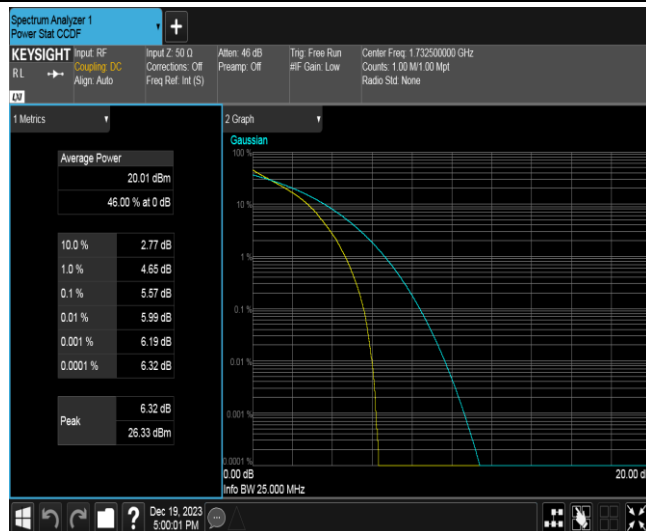 Spectrum Analyzer 1
Power Stat CCDF
+
KEYSIGHT
RL
Input: RF
Coupling: DC
Align: Auto
Input Z: 50 Ω
Corrections: Off
Freq Ref: Int (S)
Atten: 46 dB
Preamp: Off
Trig: Free Run
#IF Gain: Low
Center Freq: 1.732500000 GHz
Counts: 1.00 M/1.00 Mpt
Radio Std: None
1 Metrics
Average Power
20.01 dBm
46.00 % at 0 dB
10.0 % 2.77 dB
1.0 % 4.65 dB
0.1 % 5.57 dB
0.01 % 5.99 dB
0.001 % 6.19 dB
0.0001 % 6.32 dB
Peak
6.32 dB
26.33 dBm
2 Graph
Gaussian
100 %
10 %
1 %
0.1 %
0.01 %
0.001 %
0.0001 %
0.00 dB
20.00 d
Info BW 25.000 MHz
?
Dec 19, 2023
5:00:01 PM